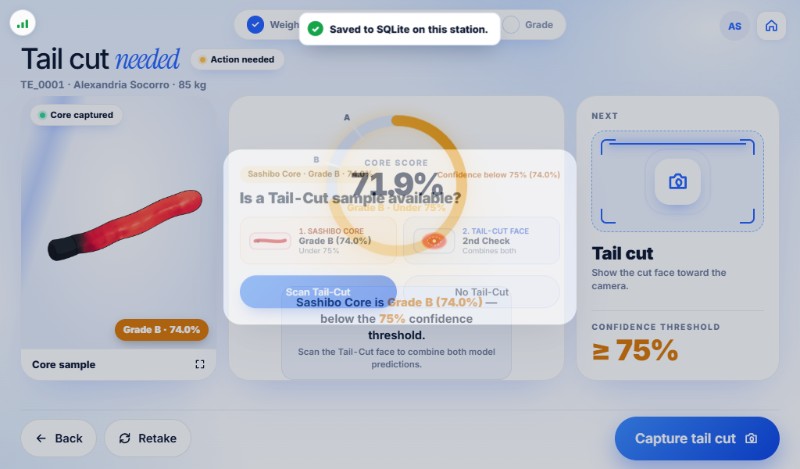 Weigh
Saved to SQLite on this station.
Grade
AS
Tail cut needed
Action needed
TE_0001 · Alexandria Socorro · 85 kg
Core captured
Grade B · 74.0%
Core sample
A
B
CORE SCORE
71.9%
Grade B · Under 75%
Sashibo Core · Grade B · 74.0%
Confidence below 75% (74.0%)
Is a Tail-Cut sample available?
1. SASHIBO CORE
Grade B (74.0%)
Under 75%
2. TAIL-CUT FACE
2nd Check
Combines both
Scan Tail-Cut
No Tail-Cut
Sashibo Core is Grade B (74.0%) —
below the 75% confidence
threshold.
Scan the Tail-Cut face to combine both model
predictions.
NEXT
Tail cut
Show the cut face toward the
camera.
CONFIDENCE THRESHOLD
≥ 75%
Back
Retake
Capture tail cut